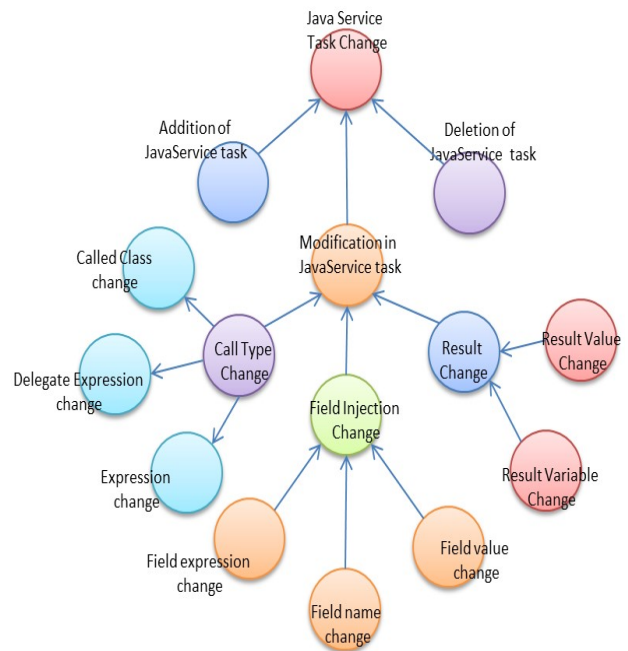 Java Service
Task Change
Addition of
JavaService task
Deletion of
JavaService task
Modification in
JavaService task
Called Class
change
Call Type
Change
Delegate Expression
change
Expression
change
Result
Change
Result Value
Change
Result Variable
Change
Field Injection
Change
Field expression
change
Field name
change
Field value
change